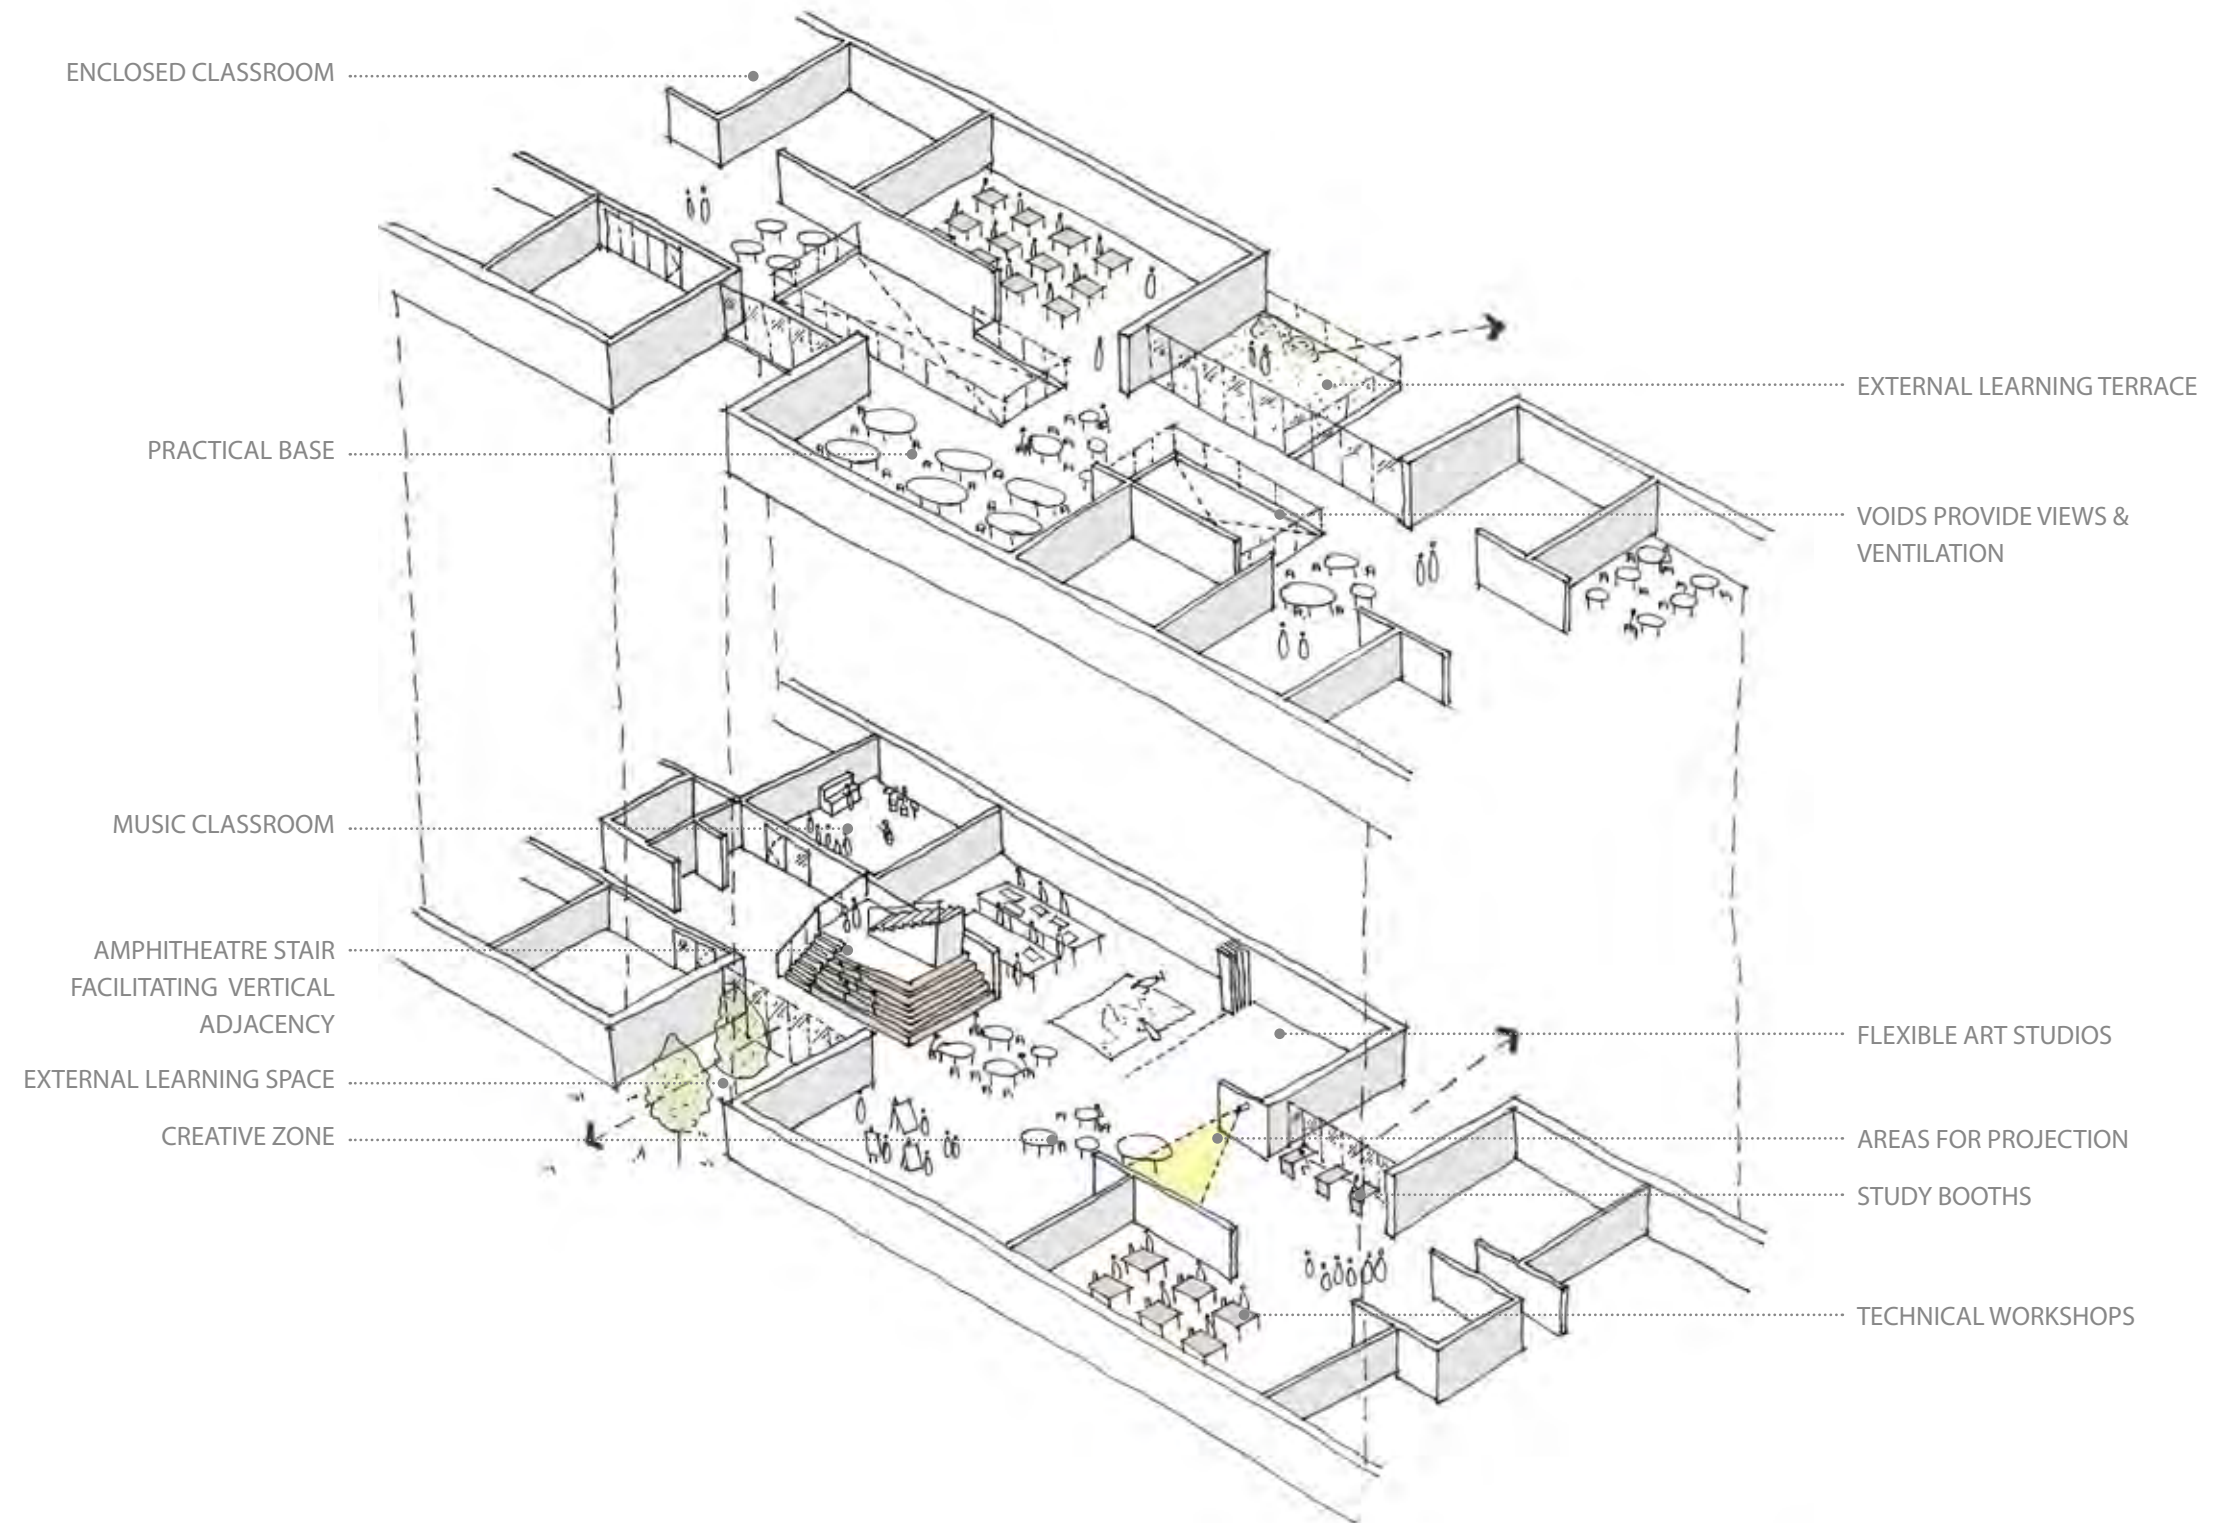 ENCLOSED CLASSROOM
EXTERNAL LEARNING TERRACE
PRACTICAL BASE
VOIDS PROVIDE VIEWS &
VENTILATION
MUSIC CLASSROOM
AMPHITHEATRE STAIR
FACILITATING VERTICAL
ADJACENCY
FLEXIBLE ART STUDIOS
EXTERNAL LEARNING SPACE
CREATIVE ZONE
AREAS FOR PROJECTION
STUDY BOOTHS
TECHNICAL WORKSHOPS